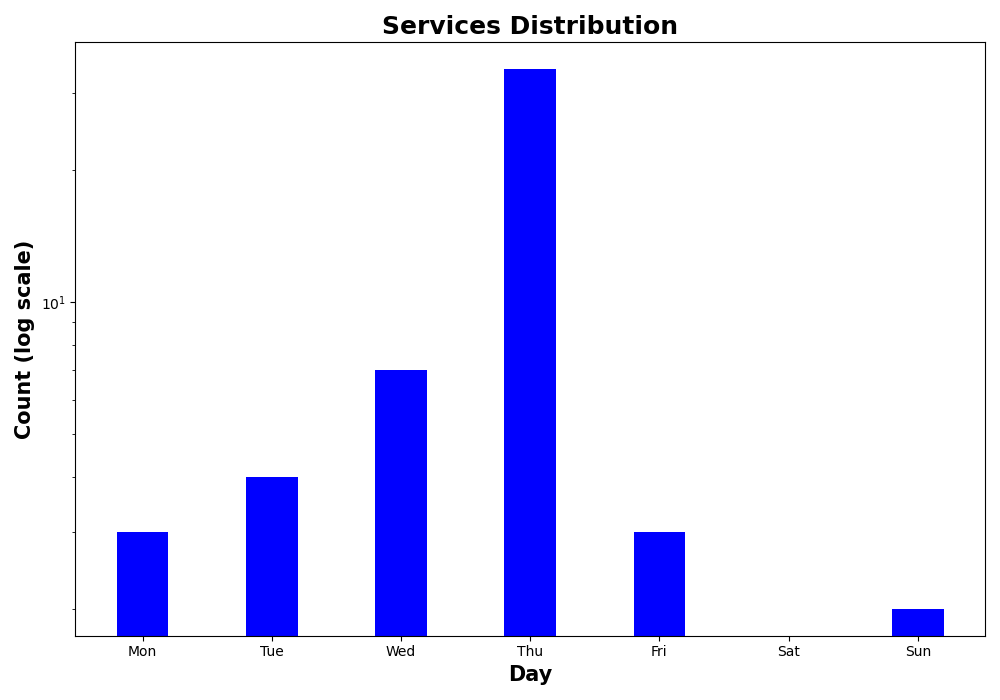 Services Distribution
Count (log scale)
10¹
Mon Tue Wed Thu Fri Sat Sun
Day